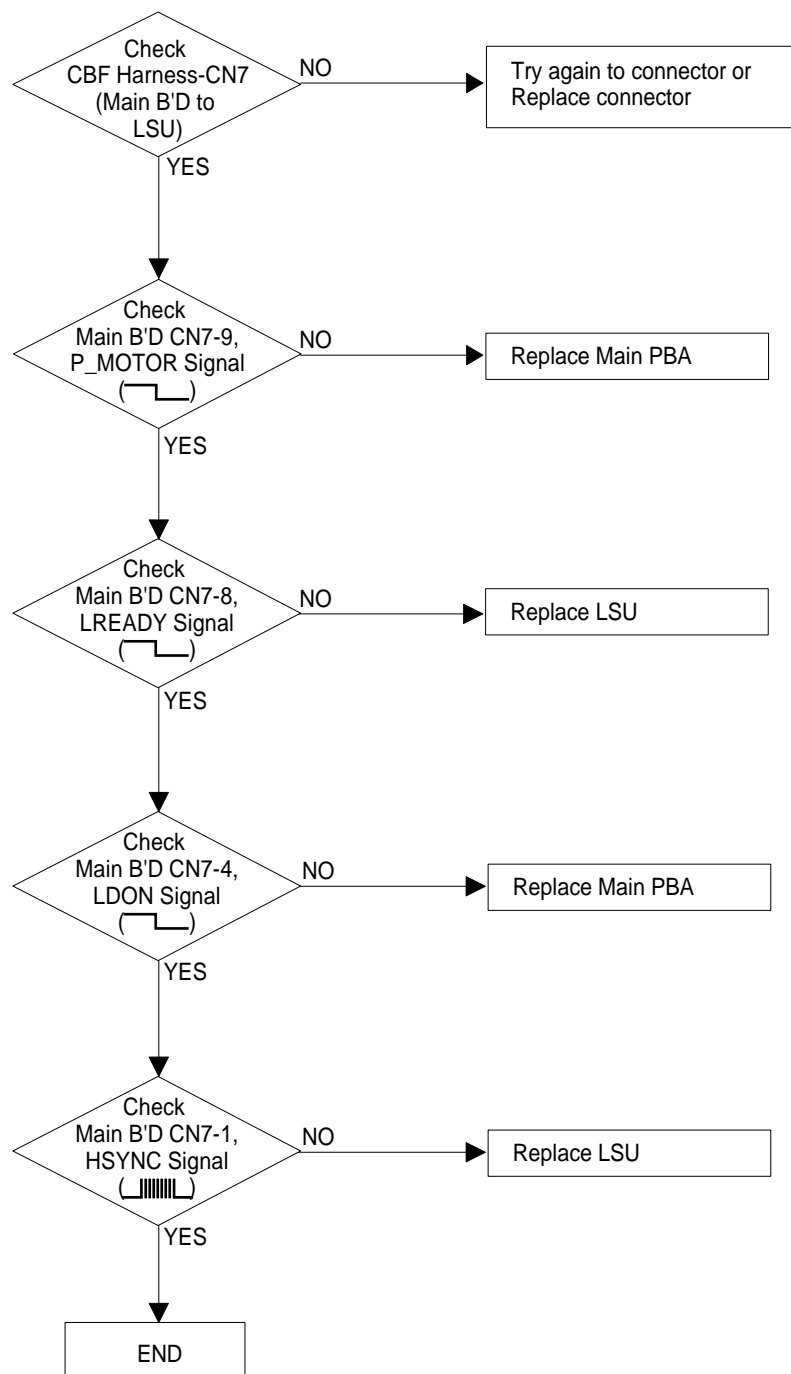 Check
CBF Harness-CN7
(Main B'D to
LSU)
NO
Try again to connector or
Replace connector
YES
Check
Main B'D CN7-9,
P_MOTOR Signal
( )
NO
Replace Main PBA
YES
Check
Main B'D CN7-8,
LREADY Signal
( )
NO
Replace LSU
YES
Check
Main B'D CN7-4,
LDON Signal
( )
NO
Replace Main PBA
YES
Check
Main B'D CN7-1,
HSYNC Signal
( )
NO
Replace LSU
YES
END